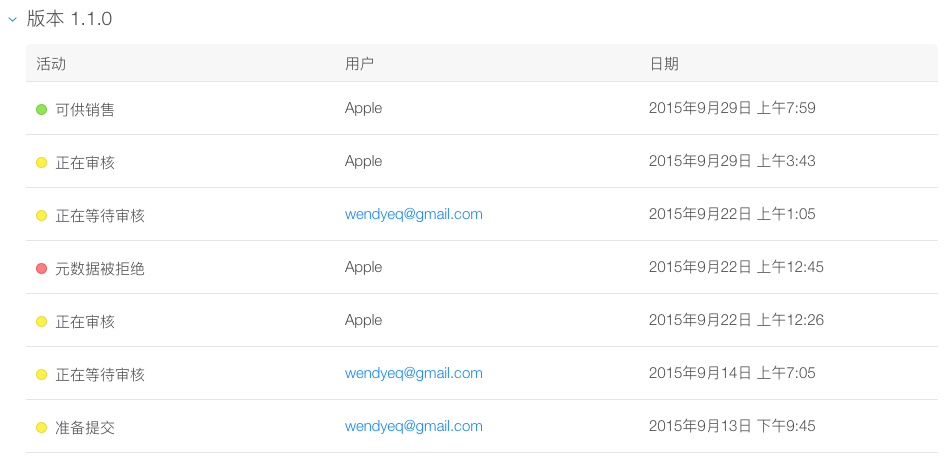 版本 1.1.0
活动 用户 日期
可供销售 Apple 2015年9月29日 上午7:59
正在审核 Apple 2015年9月29日 上午3:43
正在等待审核 wendyeq@gmail.com 2015年9月22日 上午1:05
元数据被拒绝 Apple 2015年9月22日 上午12:45
正在审核 Apple 2015年9月22日 上午12:26
正在等待审核 wendyeq@gmail.com 2015年9月14日 上午7:05
准备提交 wendyeq@gmail.com 2015年9月13日 下午9:45